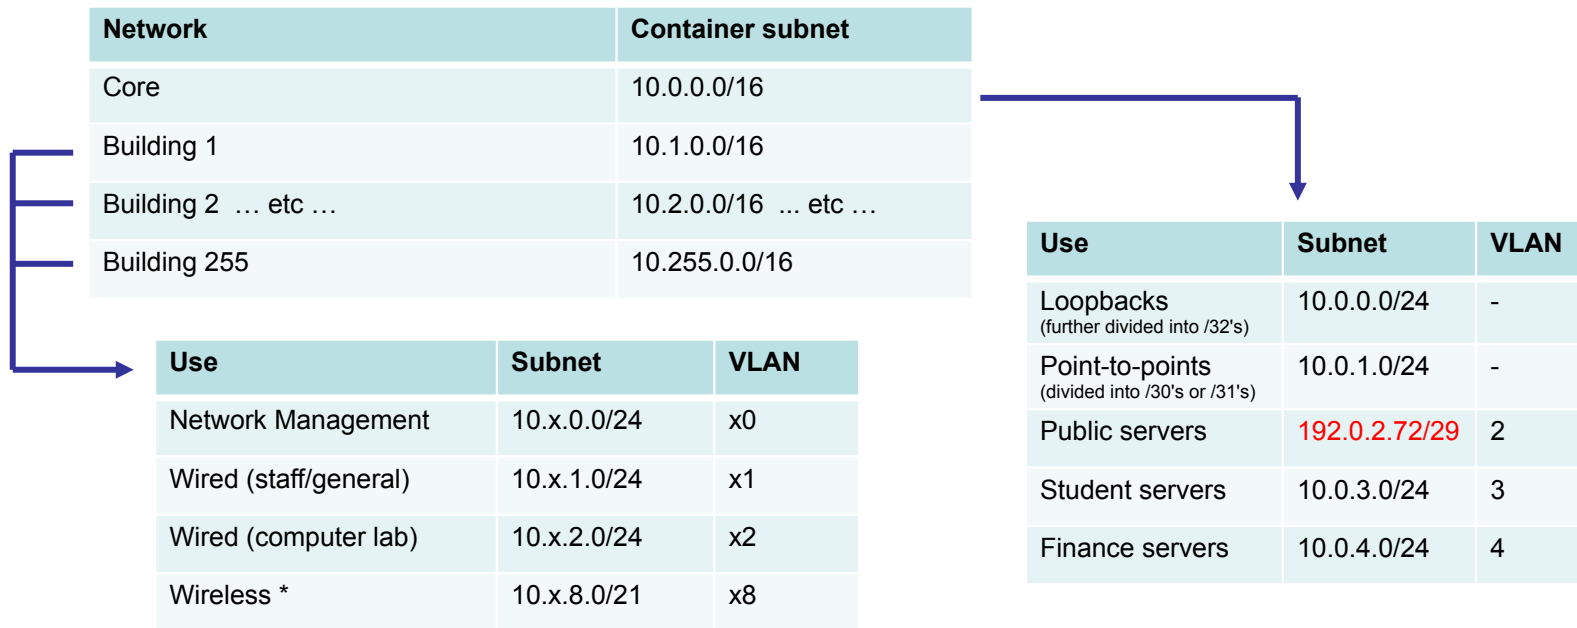 Network Container subnet
Core 10.0.0.0/16
Building 1 10.1.0.0/16
Building 2 … etc … 10.2.0.0/16 ... etc …
Building 255 10.255.0.0/16
Use Subnet VLAN
Network Management 10.x.0.0/24 x0
Wired (staff/general) 10.x.1.0/24 x1
Wired (computer lab) 10.x.2.0/24 x2
Wireless * 10.x.8.0/21 x8
Use Subnet VLAN
Loopbacks 10.0.0.0/24 -
(further divided into /32's)
Point-to-points 10.0.1.0/24 -
(divided into /30's or /31's)
Public servers 192.0.2.72/29 2
Student servers 10.0.3.0/24 3
Finance servers 10.0.4.0/24 4